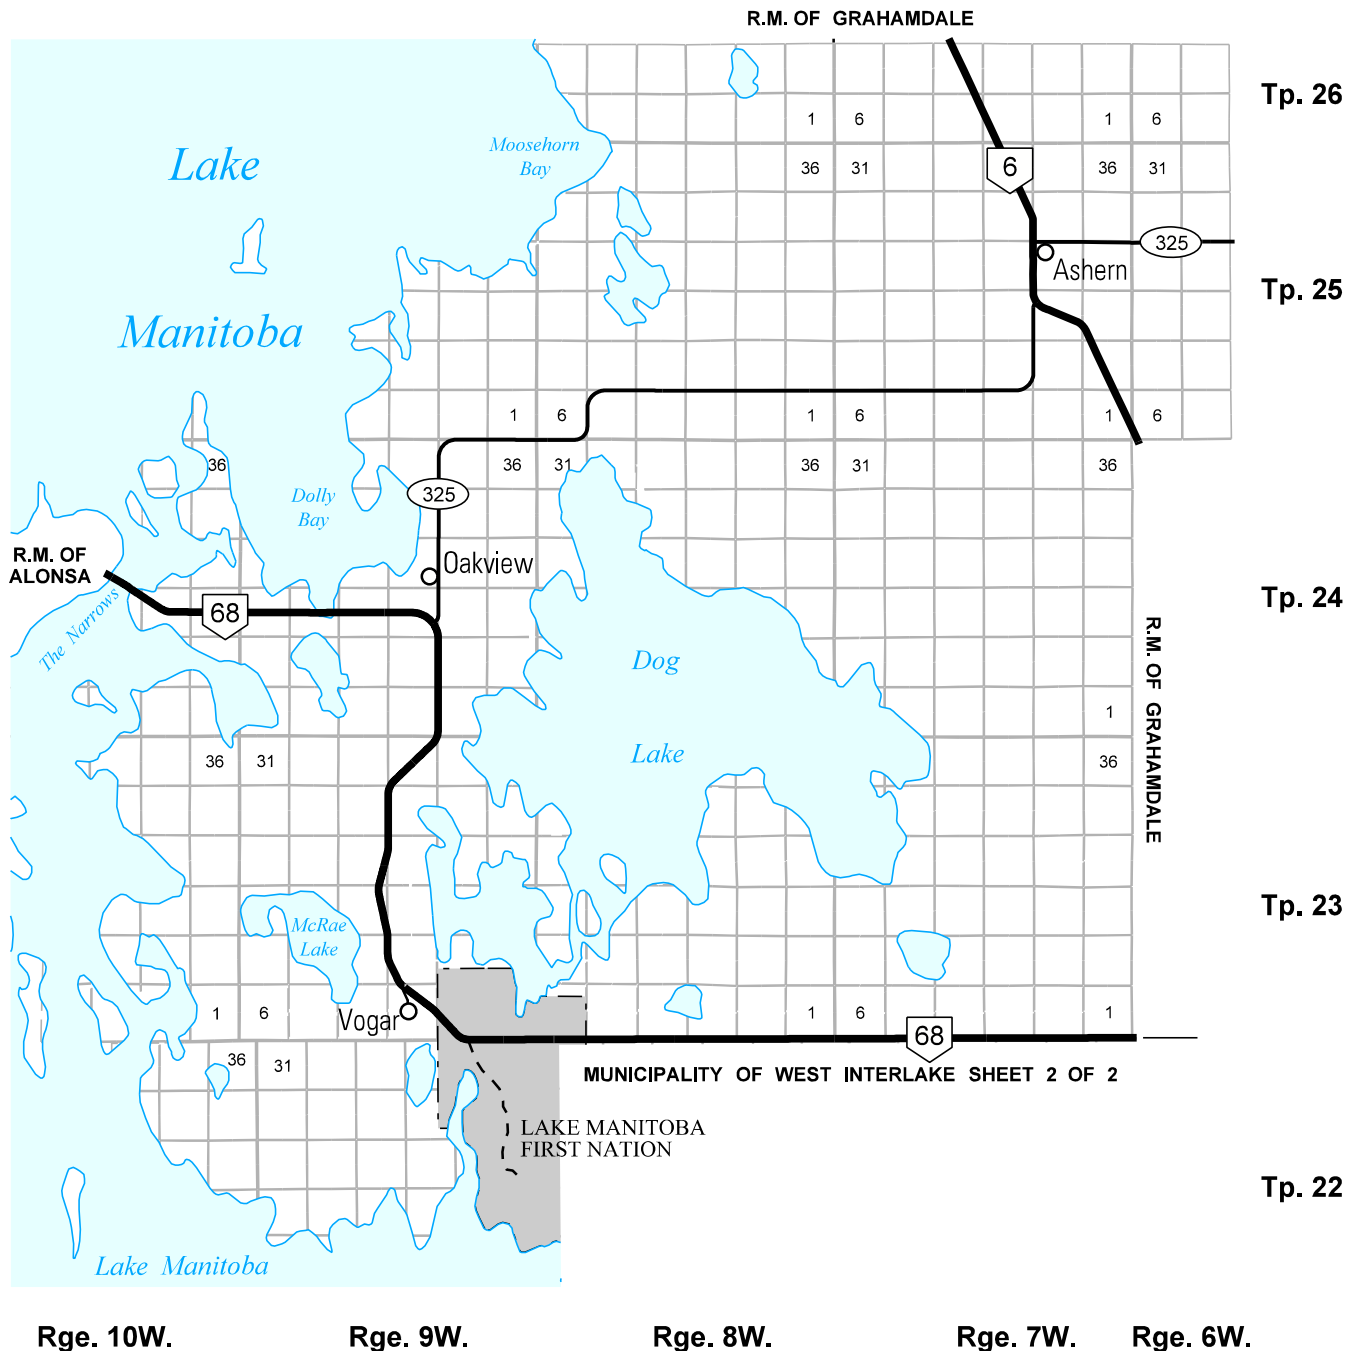 R.M. OF GRAHAMDALE
Tp. 26
1 6 1 6
Moosehorn
Bay
Lake
36 31 6 36 31
325
Ashern
Tp. 25
Manitoba
1 6 1 6 1 6
36 36 31 36 31 36
Dolly
Bay
325
R.M. OF
ALONSA
Oakview
68
Tp. 24
The Narrows
Dog
Lake
R.M. OF GRAHAMDALE
1
36 31 36
McRae
Lake
Tp. 23
1 6 1 6 1
Vogar
68
36 31
MUNICIPALITY OF WEST INTERLAKE SHEET 2 OF 2
LAKE MANITOBA
FIRST NATION
Tp. 22
Lake Manitoba
Rge. 10W. Rge. 9W. Rge. 8W. Rge. 7W. Rge. 6W.